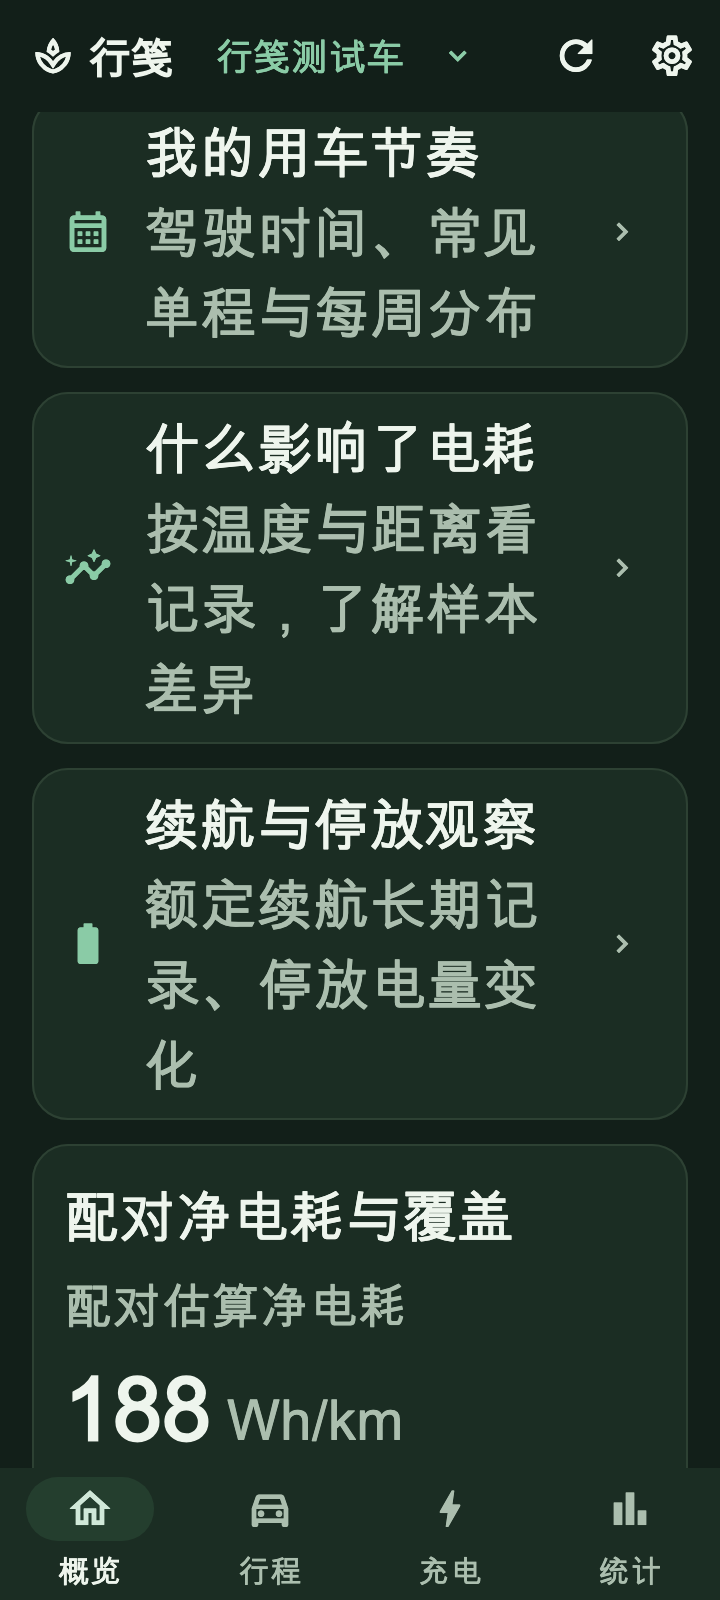 行笺 行笺测试车
我的用车节奏
驾驶时间、常见
单程与每周分布
什么影响了电耗
按温度与距离看
记录，了解样本
差异
续航与停放观察
额定续航长期记
录、停放电量变
化
配对净电耗与覆盖
配对估算净电耗
188 Wh/km
概览 行程 充电 统计